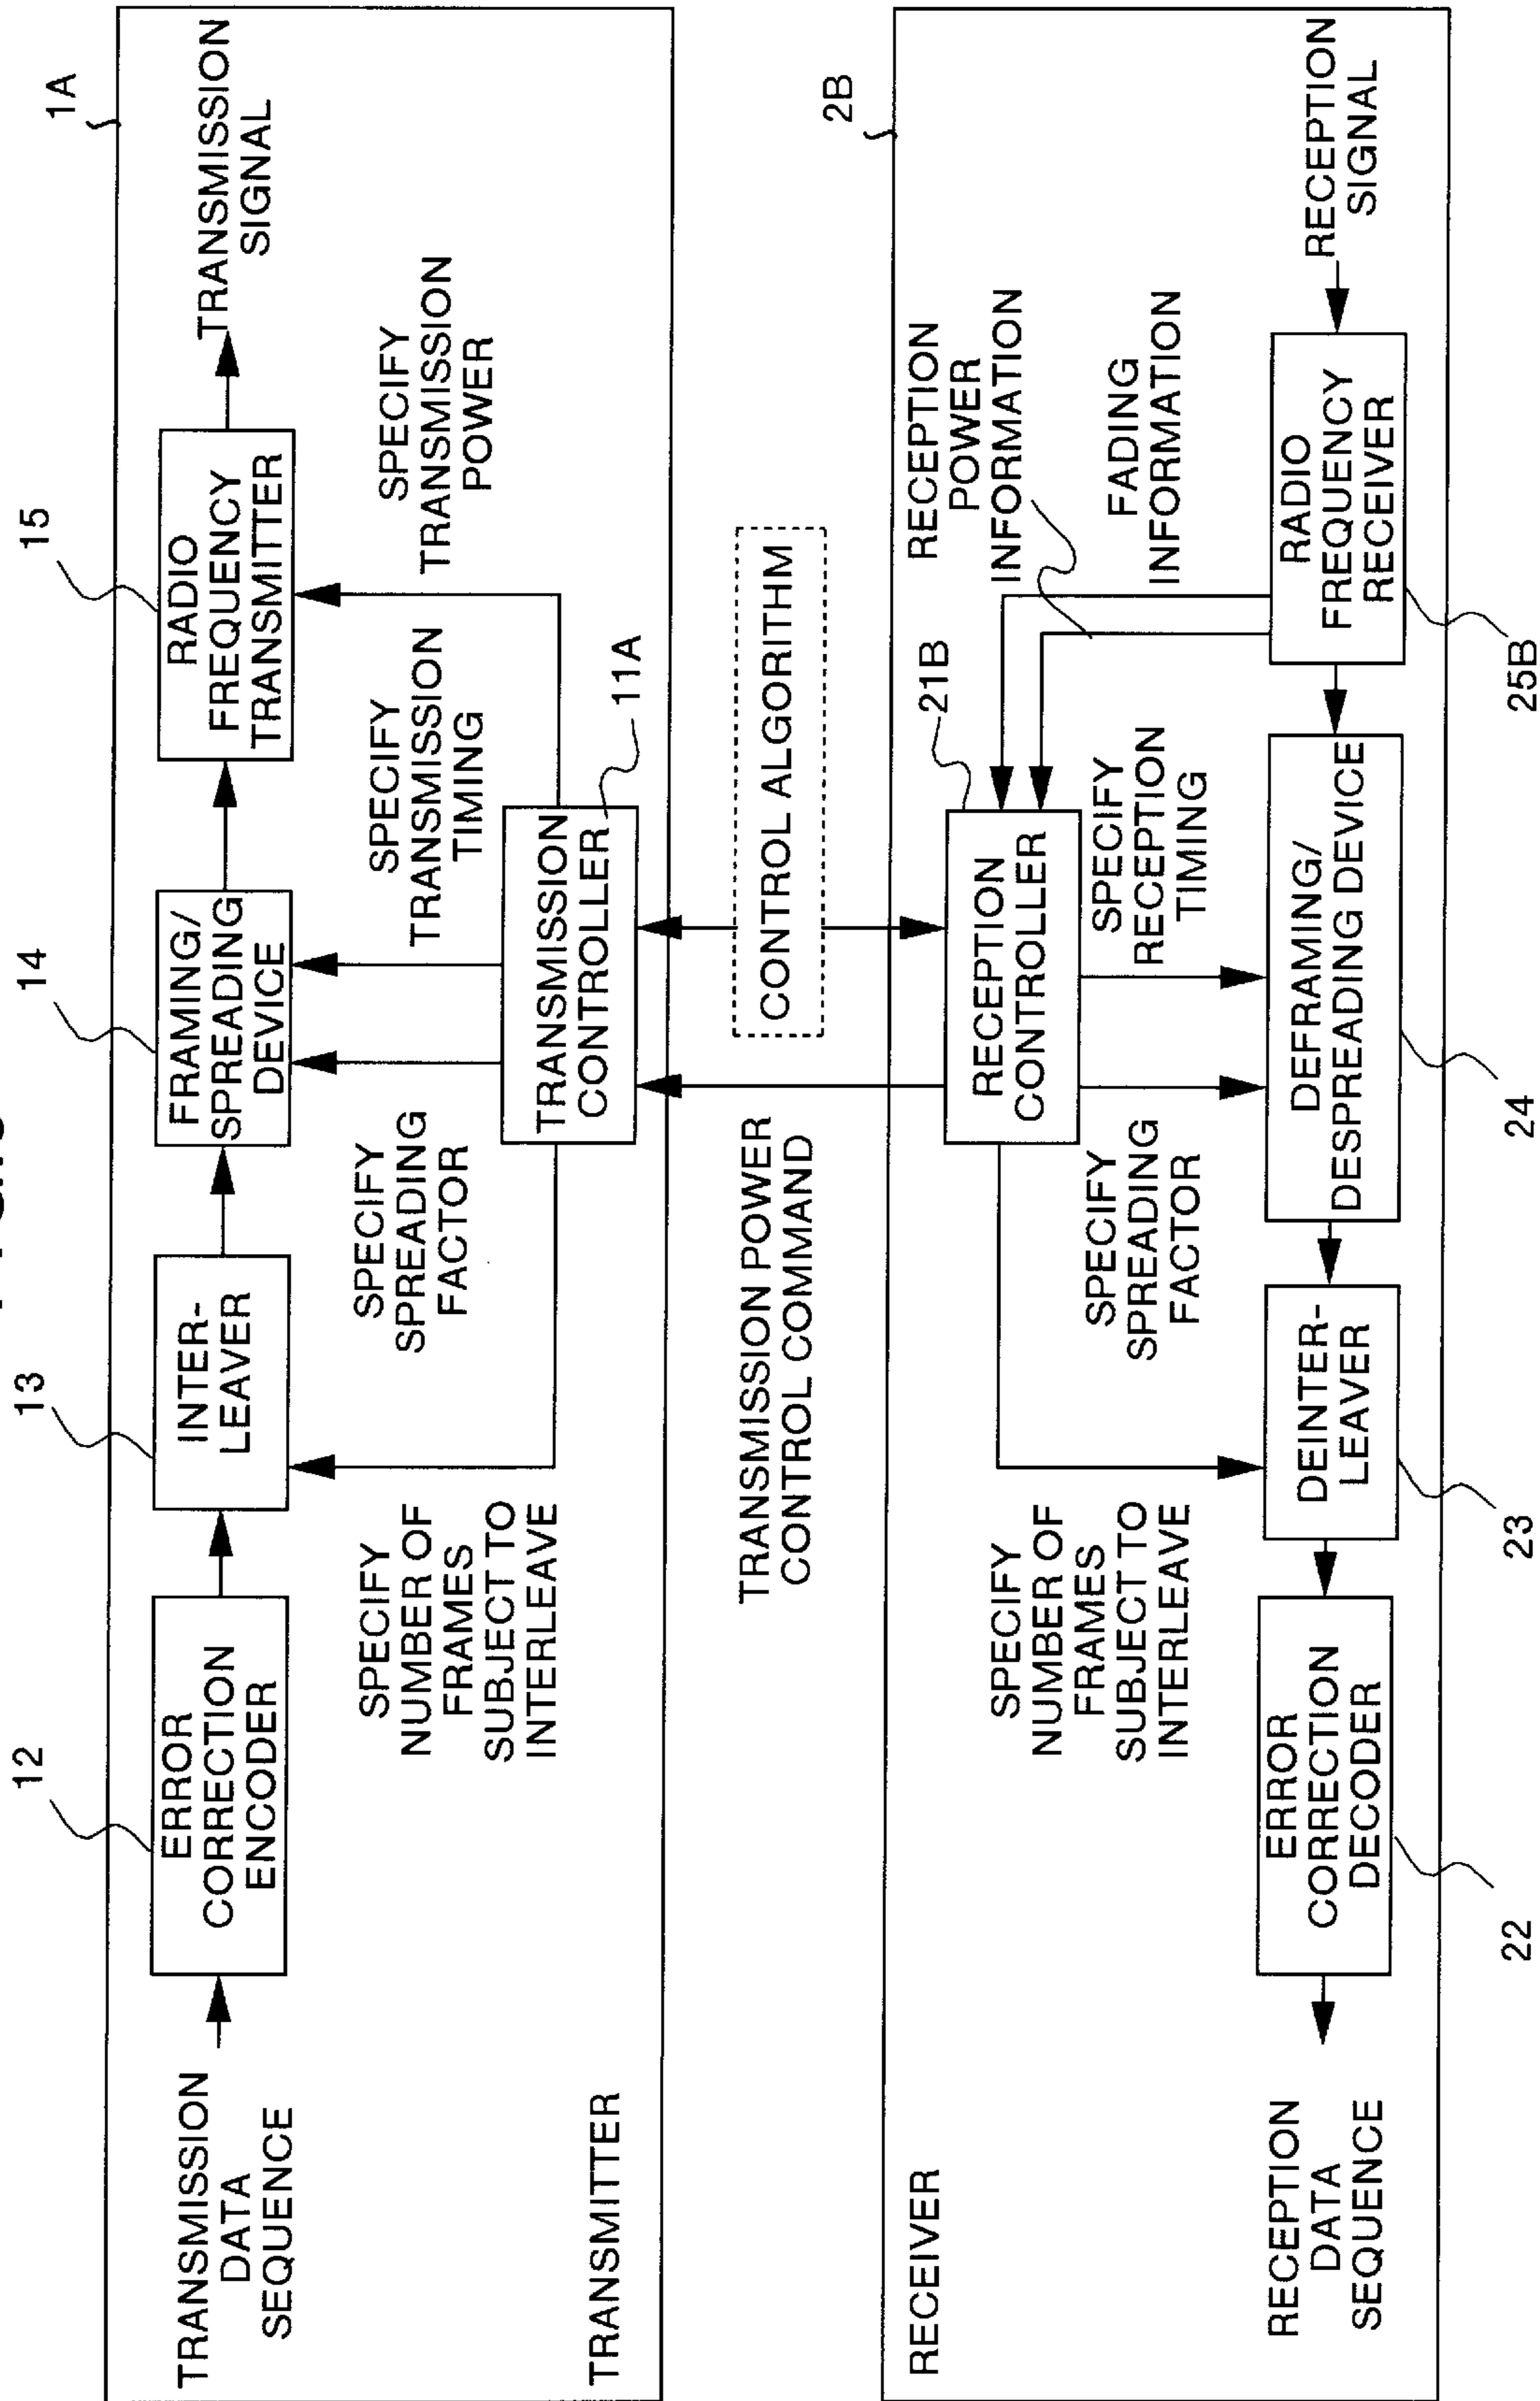 1A
15
14
13
12
TRANSMISSION
DATA
SEQUENCE
ERROR
CORRECTION
ENCODER
INTER-
LEAVER
FRAMING/
SPREADING
DEVICE
RADIO
FREQUENCY
TRANSMITTER
TRANSMISSION
SIGNAL
SPECIFY
NUMBER OF
FRAMES
SUBJECT TO
INTERLEAVE
SPECIFY
SPREADING
FACTOR
SPECIFY
TRANSMISSION
TIMING
SPECIFY
TRANSMISSION
POWER
TRANSMISSION
CONTROLLER
11A
TRANSMITTER
TRANSMISSION POWER
CONTROL COMMAND
CONTROL ALGORITHM
2B
RECEIVER
RECEPTION
CONTROLLER
21B
RECEPTION
POWER
INFORMATION
FADING
INFORMATION
SPECIFY
NUMBER OF
FRAMES
SUBJECT TO
INTERLEAVE
SPECIFY
SPREADING
FACTOR
SPECIFY
RECEPTION
TIMING
RECEPTION
DATA
SEQUENCE
ERROR
CORRECTION
DECODER
DEINTER-
LEAVER
DEFRAMING/
DESPREADING DEVICE
RADIO
FREQUENCY
RECEIVER
RECEPTION
SIGNAL
22
23
24
25B